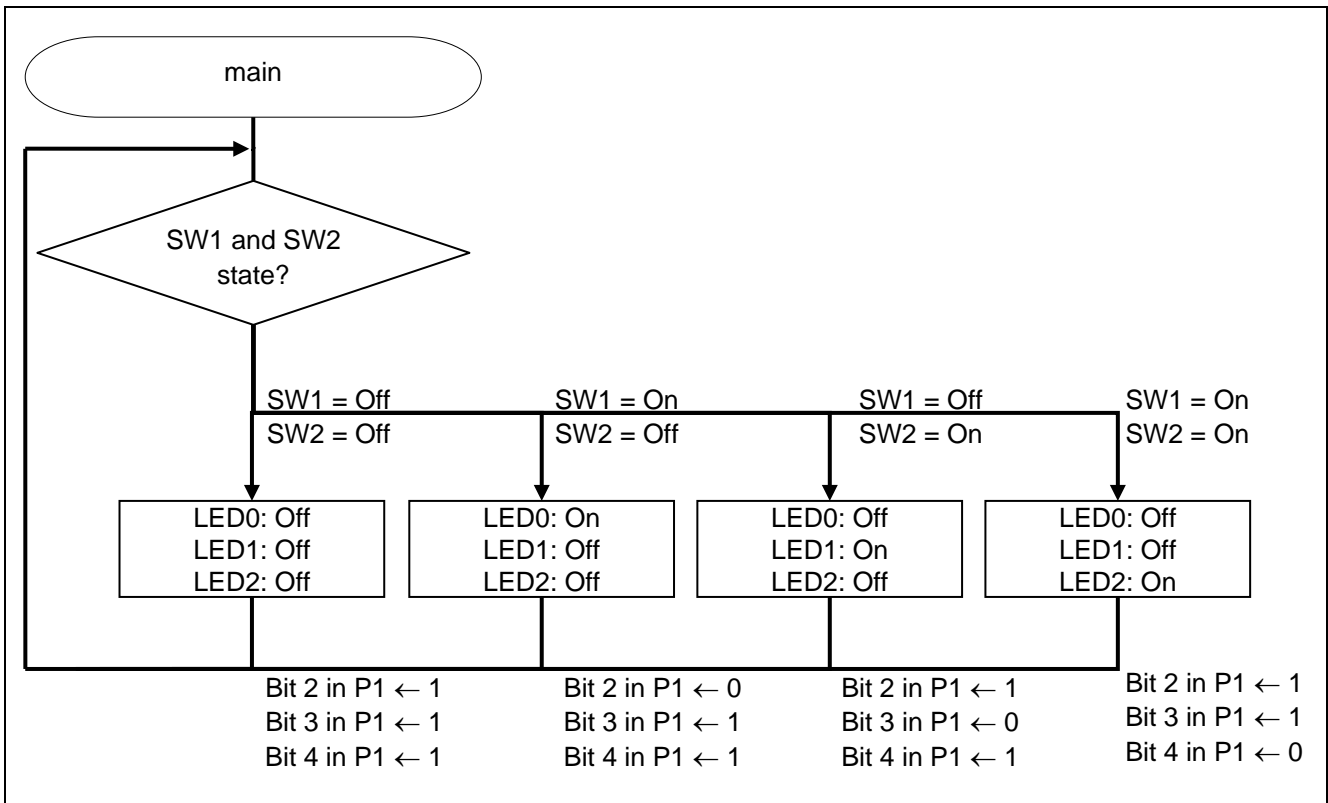 main
SW1 and SW2
state?
SW1 = Off
SW2 = Off
SW1 = On
SW2 = Off
SW1 = Off
SW2 = On
SW1 = On
SW2 = On
LED0: Off
LED1: Off
LED2: Off
LED0: On
LED1: Off
LED2: Off
LED0: Off
LED1: On
LED2: Off
LED0: Off
LED1: Off
LED2: On
Bit 2 in P1 ← 1
Bit 3 in P1 ← 1
Bit 4 in P1 ← 1
Bit 2 in P1 ← 0
Bit 3 in P1 ← 1
Bit 4 in P1 ← 1
Bit 2 in P1 ← 1
Bit 3 in P1 ← 0
Bit 4 in P1 ← 1
Bit 2 in P1 ← 1
Bit 3 in P1 ← 1
Bit 4 in P1 ← 0